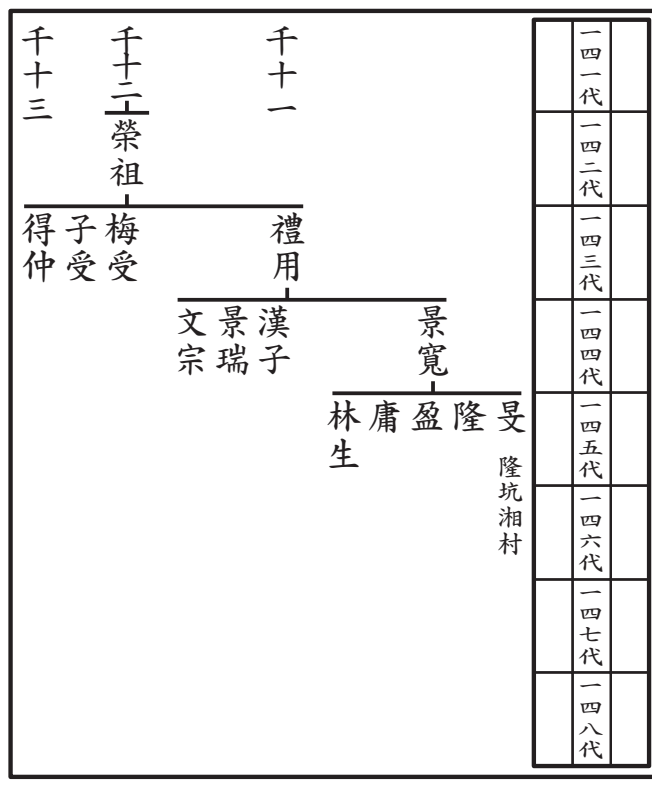 一四一代
一四二代
一四三代
一四四代
一四五代
一四六代
一四七代
一四八代
千十一
千十二
千十三
榮祖
禮用
梅受
子受
得仲
景寬
漢子
景瑞
文宗
旻
隆坑湘村
隆
盈
庸
林生